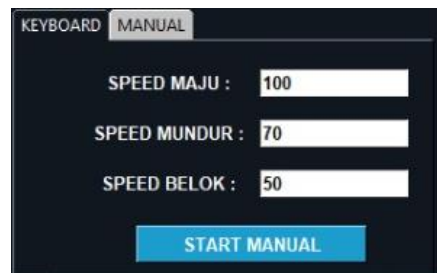 KEYBOARD MANUAL
SPEED MAJU : 100
SPEED MUNDUR : 70
SPEED BELOK : 50
START MANUAL